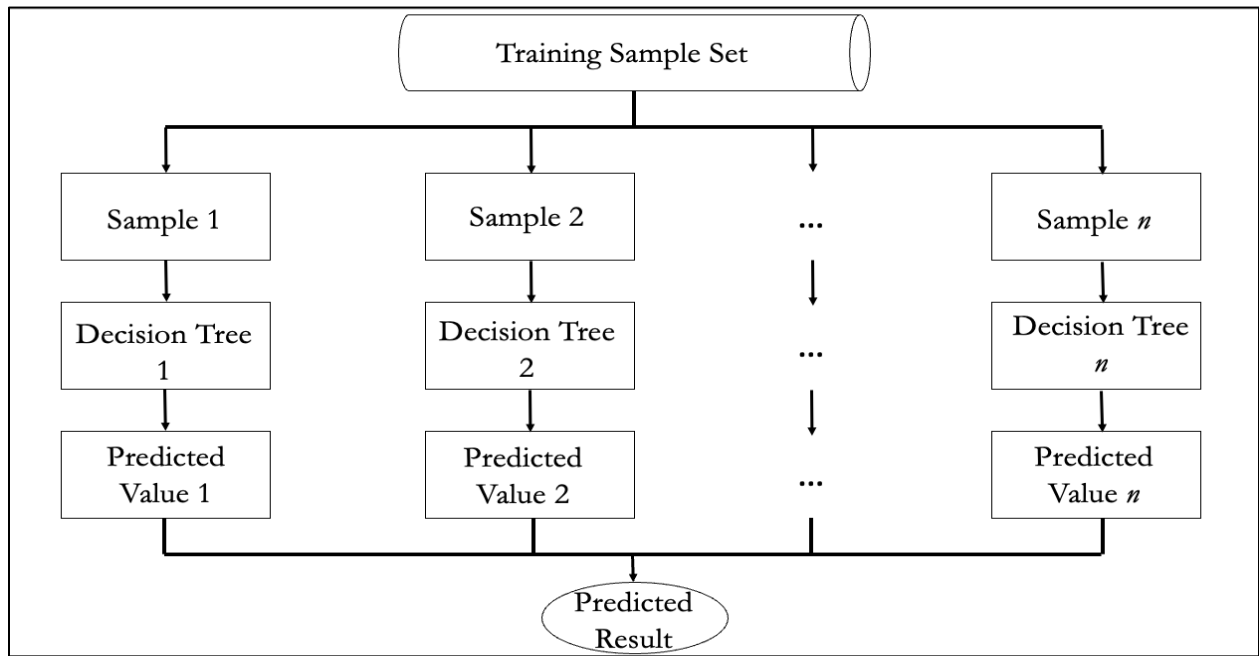 Training Sample Set
Sample 1
Sample 2
...
Sample n
Decision Tree
1
Decision Tree
2
...
Decision Tree
n
Predicted
Value 1
Predicted
Value 2
...
Predicted
Value n
Predicted
Result